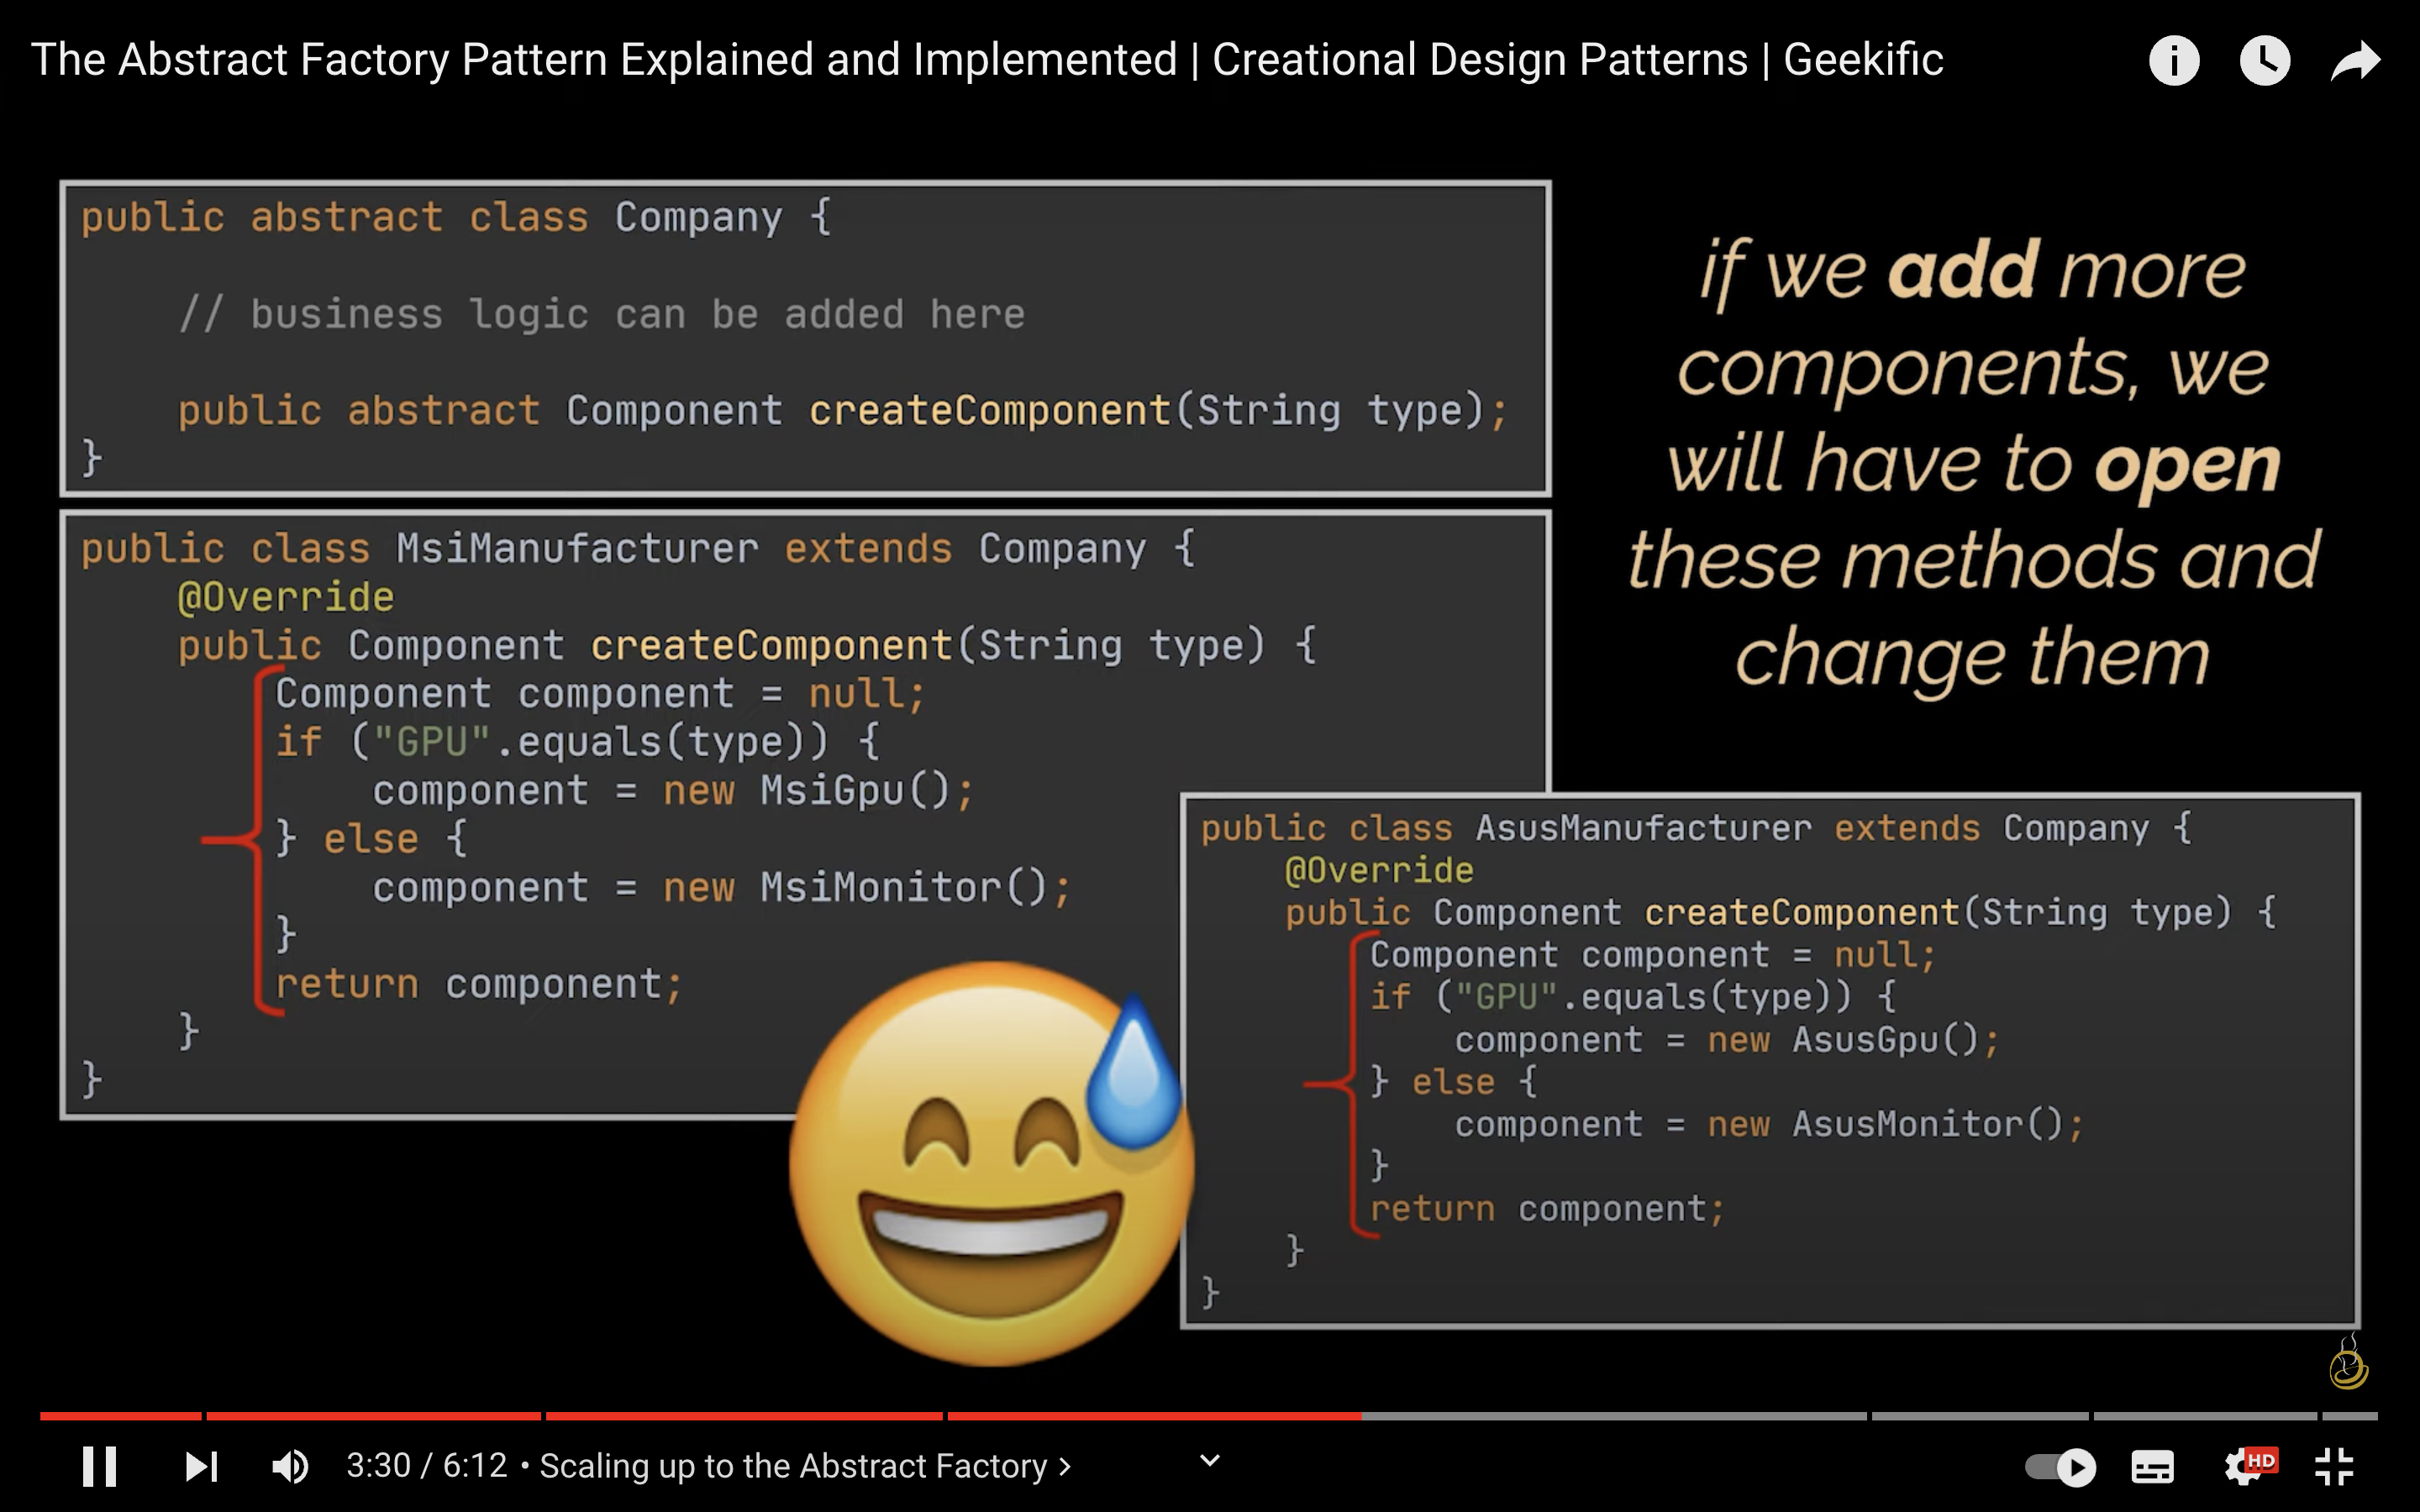 The Abstract Factory Pattern Explained and Implemented | Creational Design Patterns | Geekific
public abstract class Company {
// business logic can be added here
public abstract Component createComponent(String type);
}
if we add more
components, we
will have to open
these methods and
change them
public class MsiManufacturer extends Company {
@Override
public Component createComponent(String type) {
Component component = null;
if ("GPU".equals(type)) {
component = new MsiGpu();
} else {
component = new MsiMonitor();
}
return component;
}
}
public class AsusManufacturer extends Company {
@Override
public Component createComponent(String type) {
Component component = null;
if ("GPU".equals(type)) {
component = new AsusGpu();
} else {
component = new AsusMonitor();
}
return component;
}
}
3:30 / 6:12 • Scaling up to the Abstract Factory >
HD